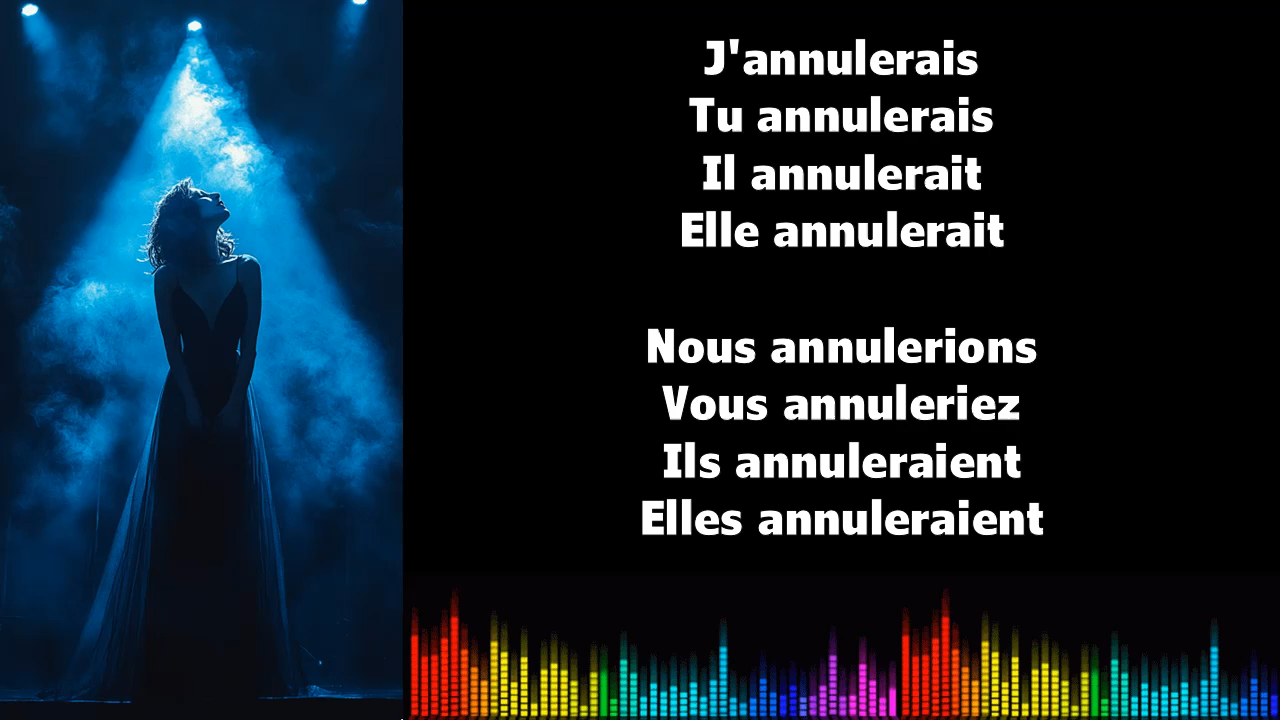 J'annulerais
Tu annulerais
Il annulerait
Elle annulerait
Nous annulerions
Vous annuleriez
Ils annuleraient
Elles annuleraient